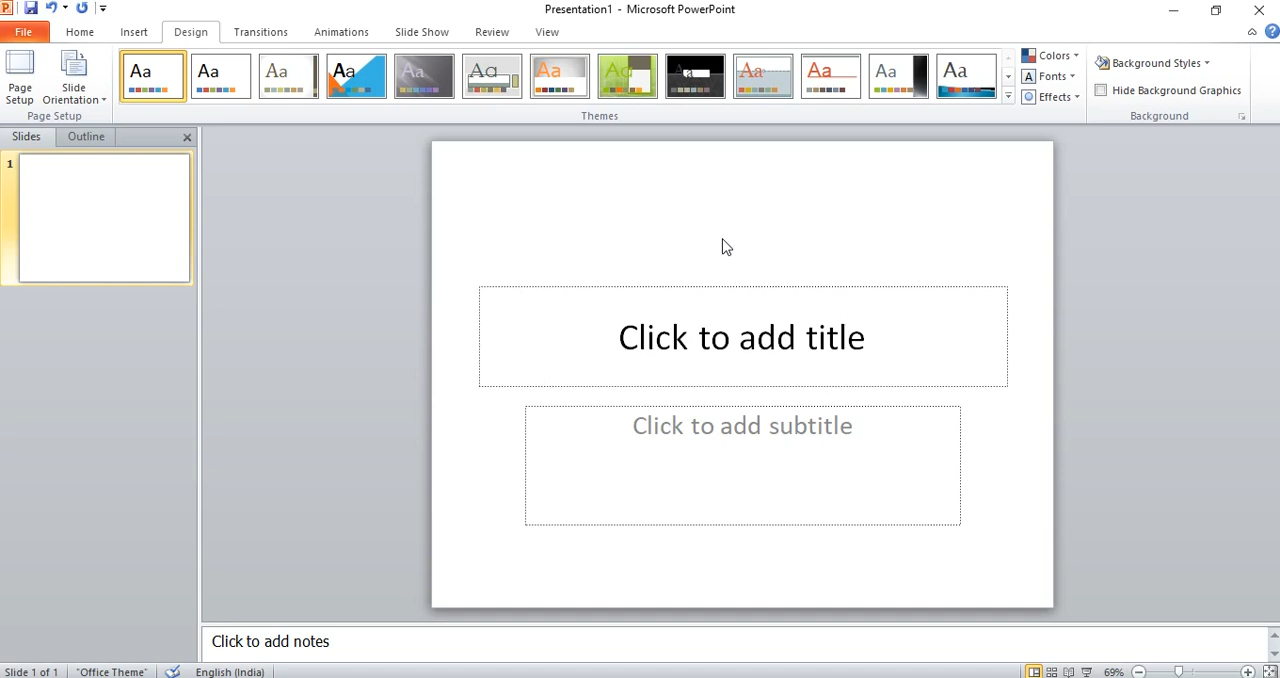 Presentation1 - Microsoft PowerPoint
File Home Insert Design Transitions Animations Slide Show Review View
Page Setup
Slide Orientation
Page Setup
Aa Aa Aa Aa Aa Aa Aa Aa Aa Aa Aa Aa Aa
Themes
Colors
Fonts
Effects
Background Styles
Hide Background Graphics
Background
Slides Outline
1
Click to add title
Click to add subtitle
Click to add notes
Slide 1 of 1 "Office Theme" English (India) 69%